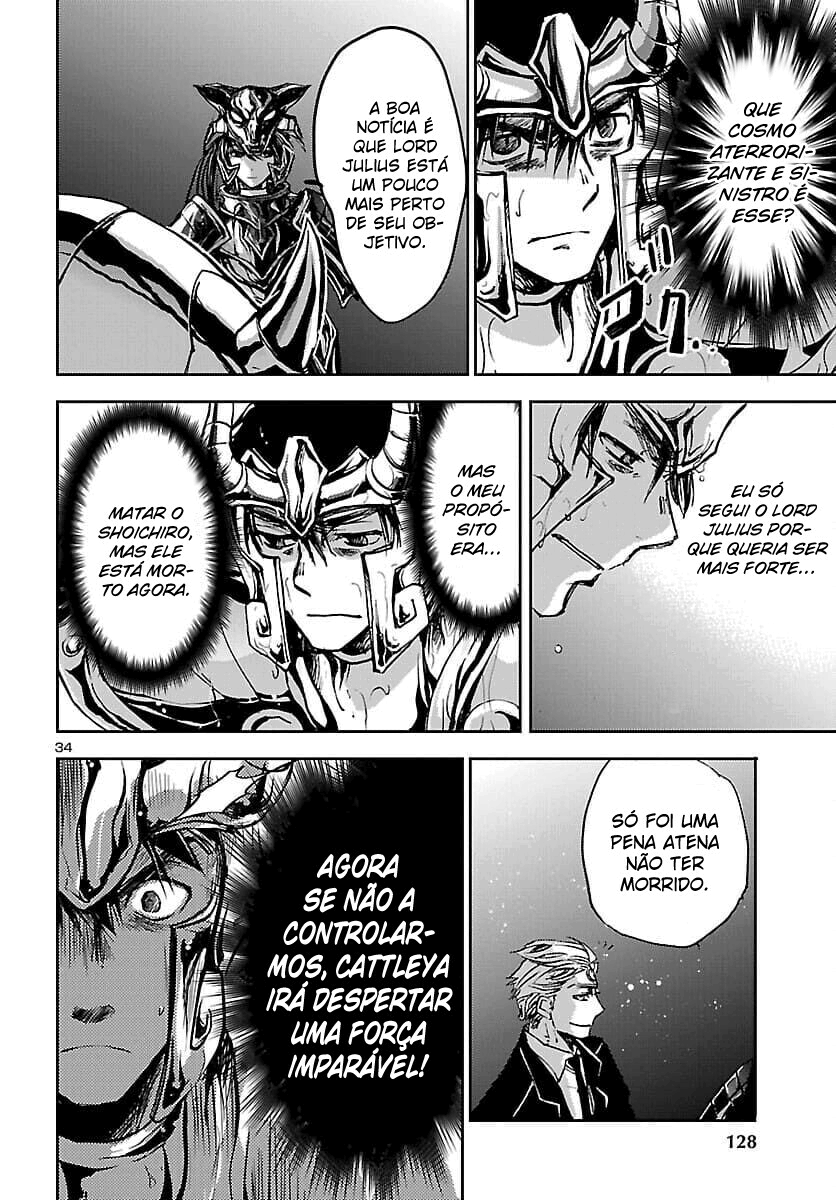 QUE
COSMO
ATERRORI-
ZANTE E SI-
NISTRO É
ESSE?
ゴク...
A BOA
NOTÍCIA É
QUE LORD
JULIUS ESTÁ
UM POUCO
MAIS PERTO
DE SEU OB-
JETIVO.
EU SÓ
SEGUI O LORD
JULIUS POR-
QUE QUERIA SER
MAIS FORTE...
MAS
O MEU
PROPÓ-
SITO
ERA...
MATAR O
SHOICHIRO,
MAS ELE
ESTÁ MOR-
TO AGORA.
34
SÓ FOI UMA
PENA ATENA
NÃO TER
MORRIDO.
AGORA
SE NÃO A
CONTROLAR-
MOS, CATTLEYA
IRÁ DESPERTAR
UMA FORÇA
IMPARÁVEL!
128